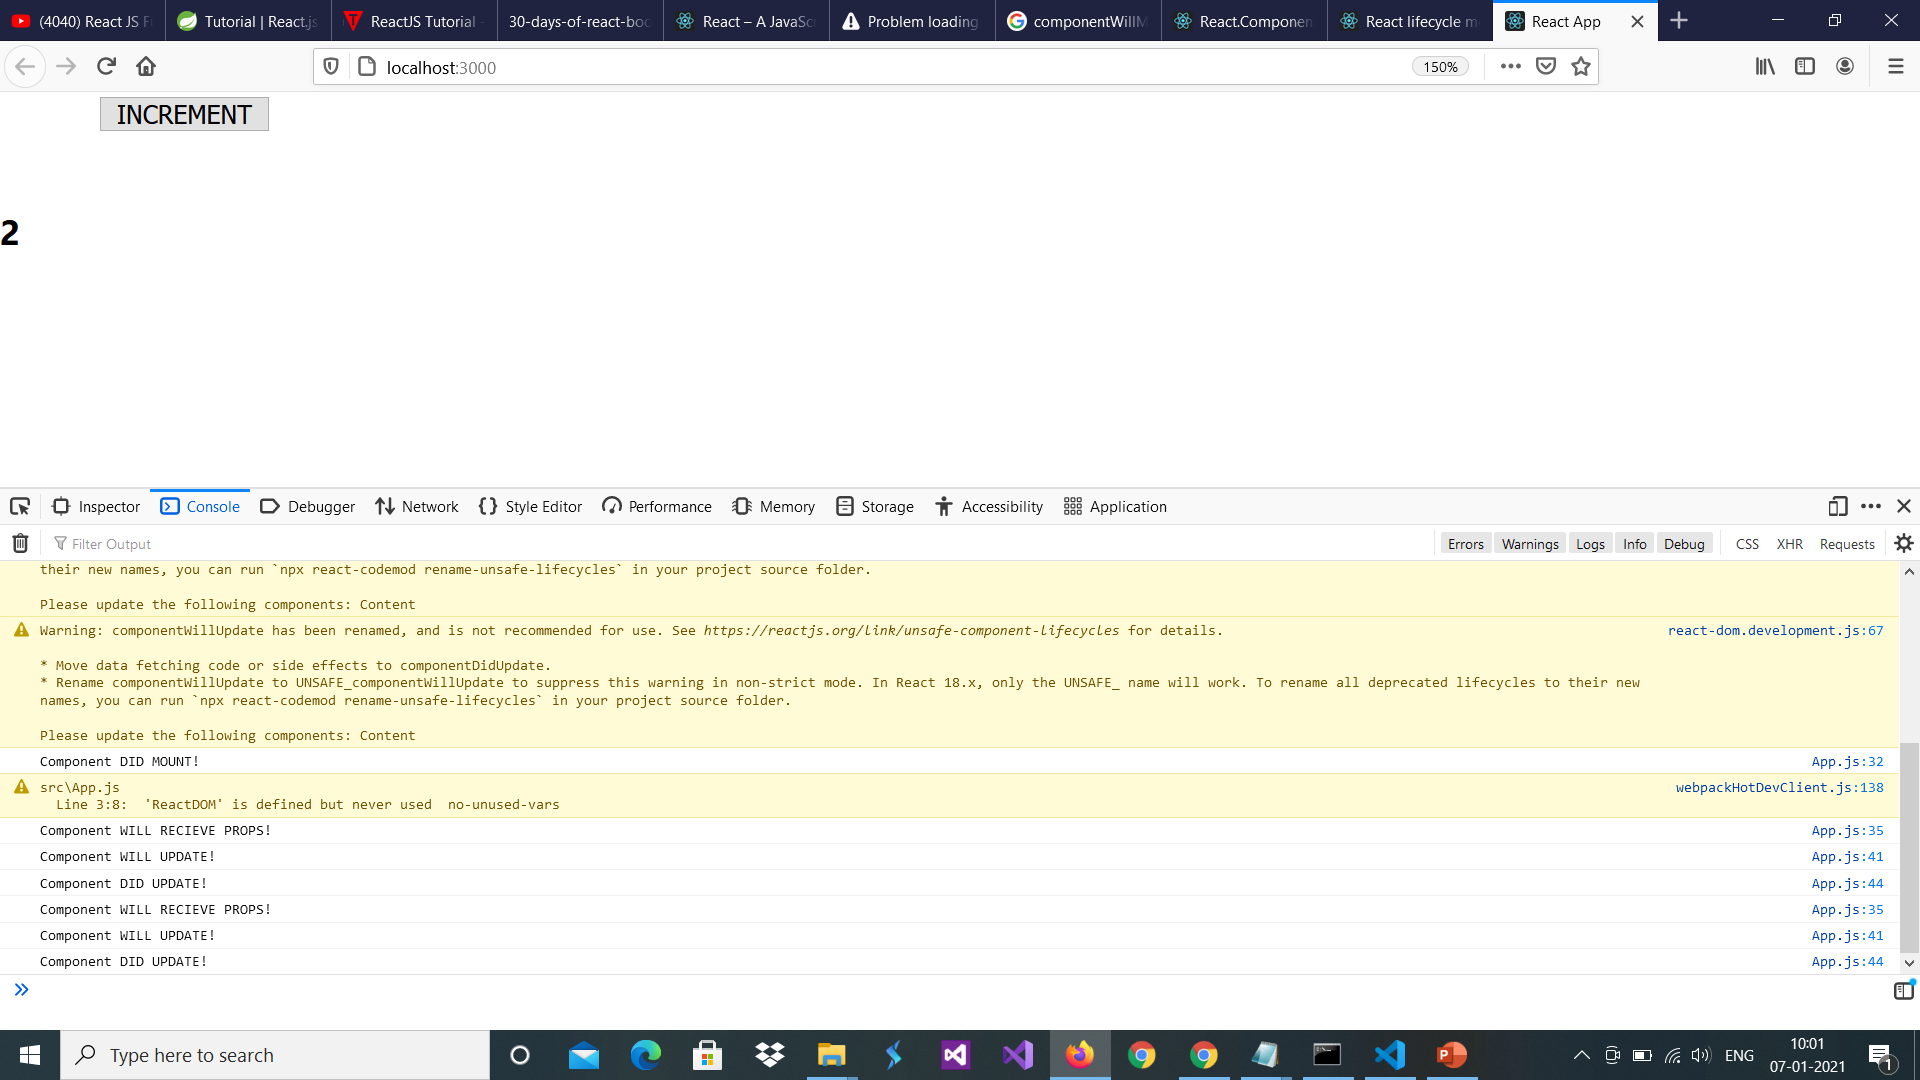 (4040) React JS Fu
Tutorial | React.js
ReactJS Tutorial -
30-days-of-react-boo
React – A JavaScr
Problem loading
componentWillM
React.Componen
React lifecycle m
React App
localhost:3000
150%
INCREMENT
2
Inspector
Console
Debugger
Network
Style Editor
Performance
Memory
Storage
Accessibility
Application
Filter Output
Errors
Warnings
Logs
Info
Debug
CSS
XHR
Requests
their new names, you can run `npx react-codemod rename-unsafe-lifecycles` in your project source folder.
Please update the following components: Content
Warning: componentWillUpdate has been renamed, and is not recommended for use. See https://reactjs.org/link/unsafe-component-lifecycles for details.
react-dom.development.js:67
* Move data fetching code or side effects to componentDidUpdate.
* Rename componentWillUpdate to UNSAFE_componentWillUpdate to suppress this warning in non-strict mode. In React 18.x, only the UNSAFE_ name will work. To rename all deprecated lifecycles to their new
names, you can run `npx react-codemod rename-unsafe-lifecycles` in your project source folder.
Please update the following components: Content
Component DID MOUNT!
App.js:32
src\App.js
webpackHotDevClient.js:138
Line 3:8:  'ReactDOM' is defined but never used  no-unused-vars
Component WILL RECIEVE PROPS!
App.js:35
Component WILL UPDATE!
App.js:41
Component DID UPDATE!
App.js:44
Component WILL RECIEVE PROPS!
App.js:35
Component WILL UPDATE!
App.js:41
Component DID UPDATE!
App.js:44
Type here to search
ENG
10:01
07-01-2021
1